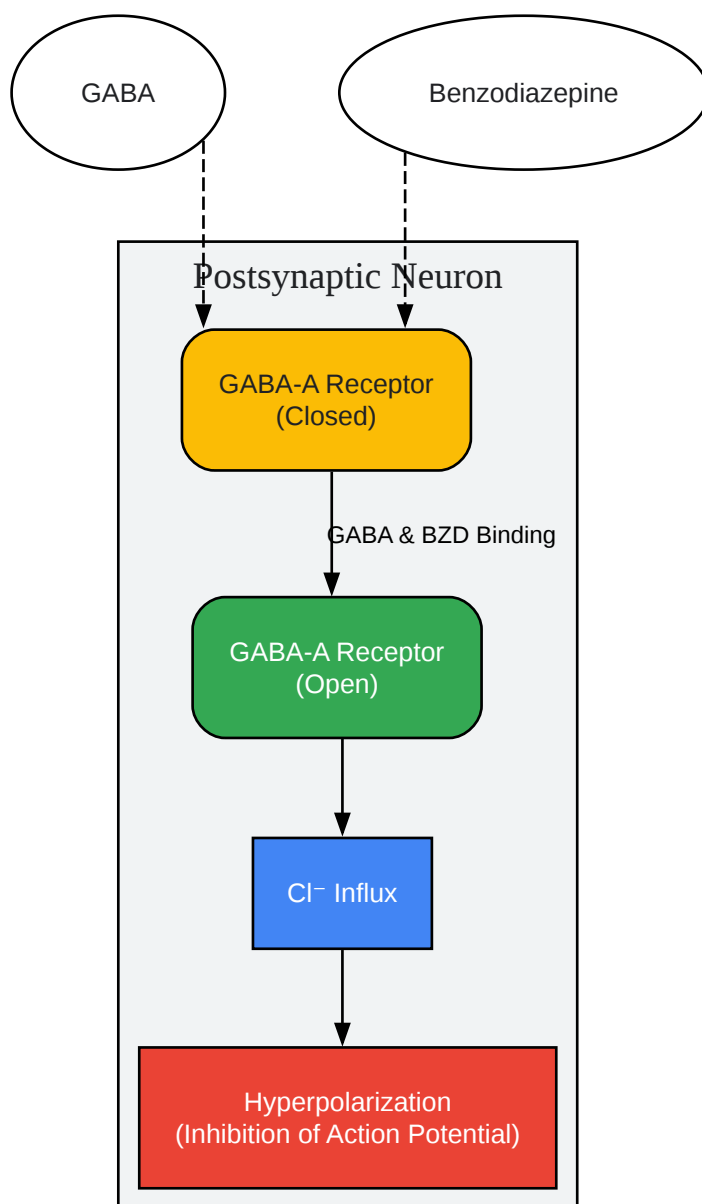 GABA
Benzodiazepine
Postsynaptic Neuron
GABA-A Receptor
(Closed)
GABA & BZD Binding
GABA-A Receptor
(Open)
Cl⁻ Influx
Hyperpolarization
(Inhibition of Action Potential)